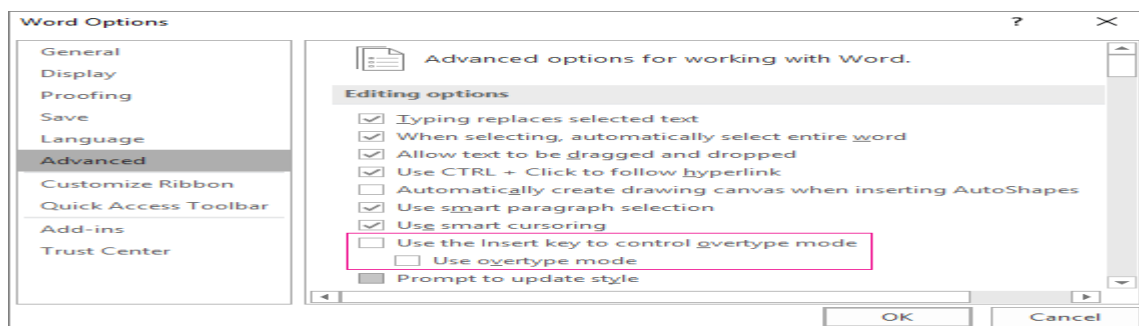 Word Options
?
General
Display
Proofing
Save
Language
Advanced
Customize Ribbon
Quick Access Toolbar
Add-ins
Trust Center
Advanced options for working with Word.
Editing options
Typing replaces selected text
When selecting, automatically select entire word
Allow text to be dragged and dropped
Use CTRL + Click to follow hyperlink
Automatically create drawing canvas when inserting AutoShapes
Use smart paragraph selection
Use smart cursoring
Use the Insert key to control overtype mode
Use overtype mode
Prompt to update style
OK
Cancel